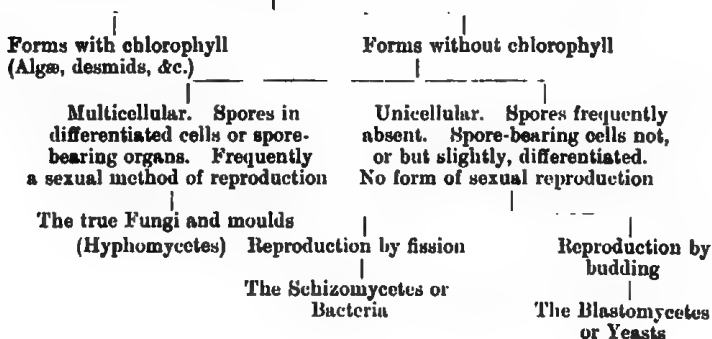 Forms with chlorophyll
(Algæ, desmids, &c.)
Forms without chlorophyll
Multicellular. Spores in
differentiated cells or spore-
bearing organs. Frequently
a sexual method of reproduction
Unicellular. Spores frequently
absent. Spore-bearing cells not,
or but slightly, differentiated.
No form of sexual reproduction
The true Fungi and moulds
(Hyphomycetes)
Reproduction by fission
The Schizomycetes or
Bacteria
Reproduction by
budding
The Blastomycetes
or Yeasts